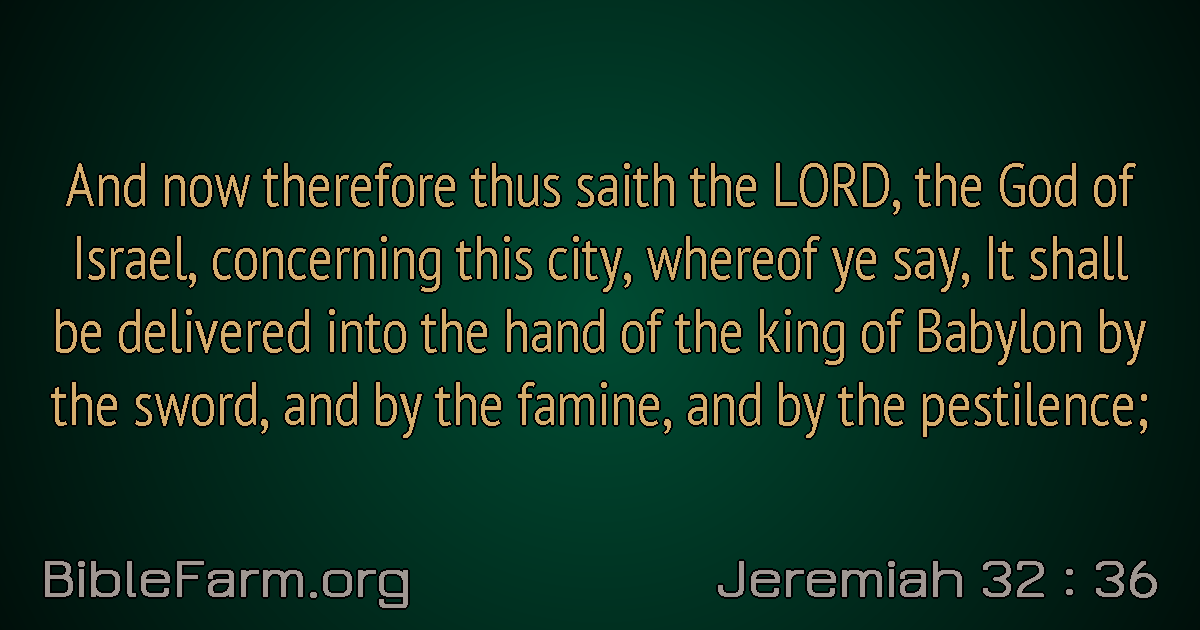 And now therefore thus saith the LORD, the God of
Israel, concerning this city, whereof ye say, It shall
be delivered into the hand of the king of Babylon by
the sword, and by the famine, and by the pestilence;
BibleFarm.org
Jeremiah 32 : 36